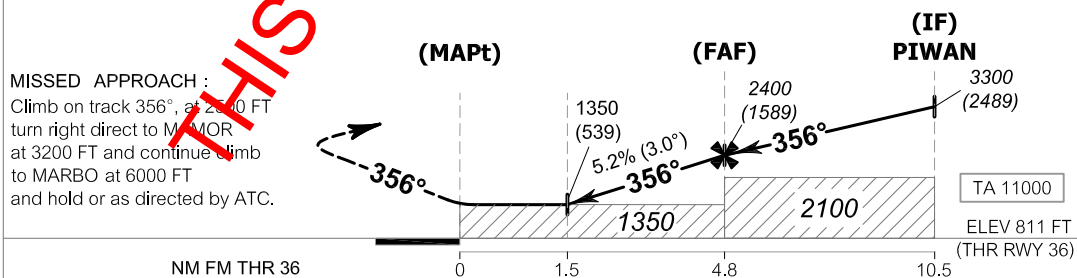 THIS
(IF)
(MAPt) (FAF) PIWAN
MISSED APPROACH :
Climb on track 356°, at 2500 FT
turn right direct to
at 3200 FT and continue climb
to MARBO at 6000 FT
and hold or as directed by ATC.
3300
(2489)
2400
(1589)
1350
(539)
5.2% (3.0°)
356°
356°
356°
1350
2100
TA 11000
ELEV 811 FT
(THR RWY 36)
NM FM THR 36 0 1.5 4.8 10.5